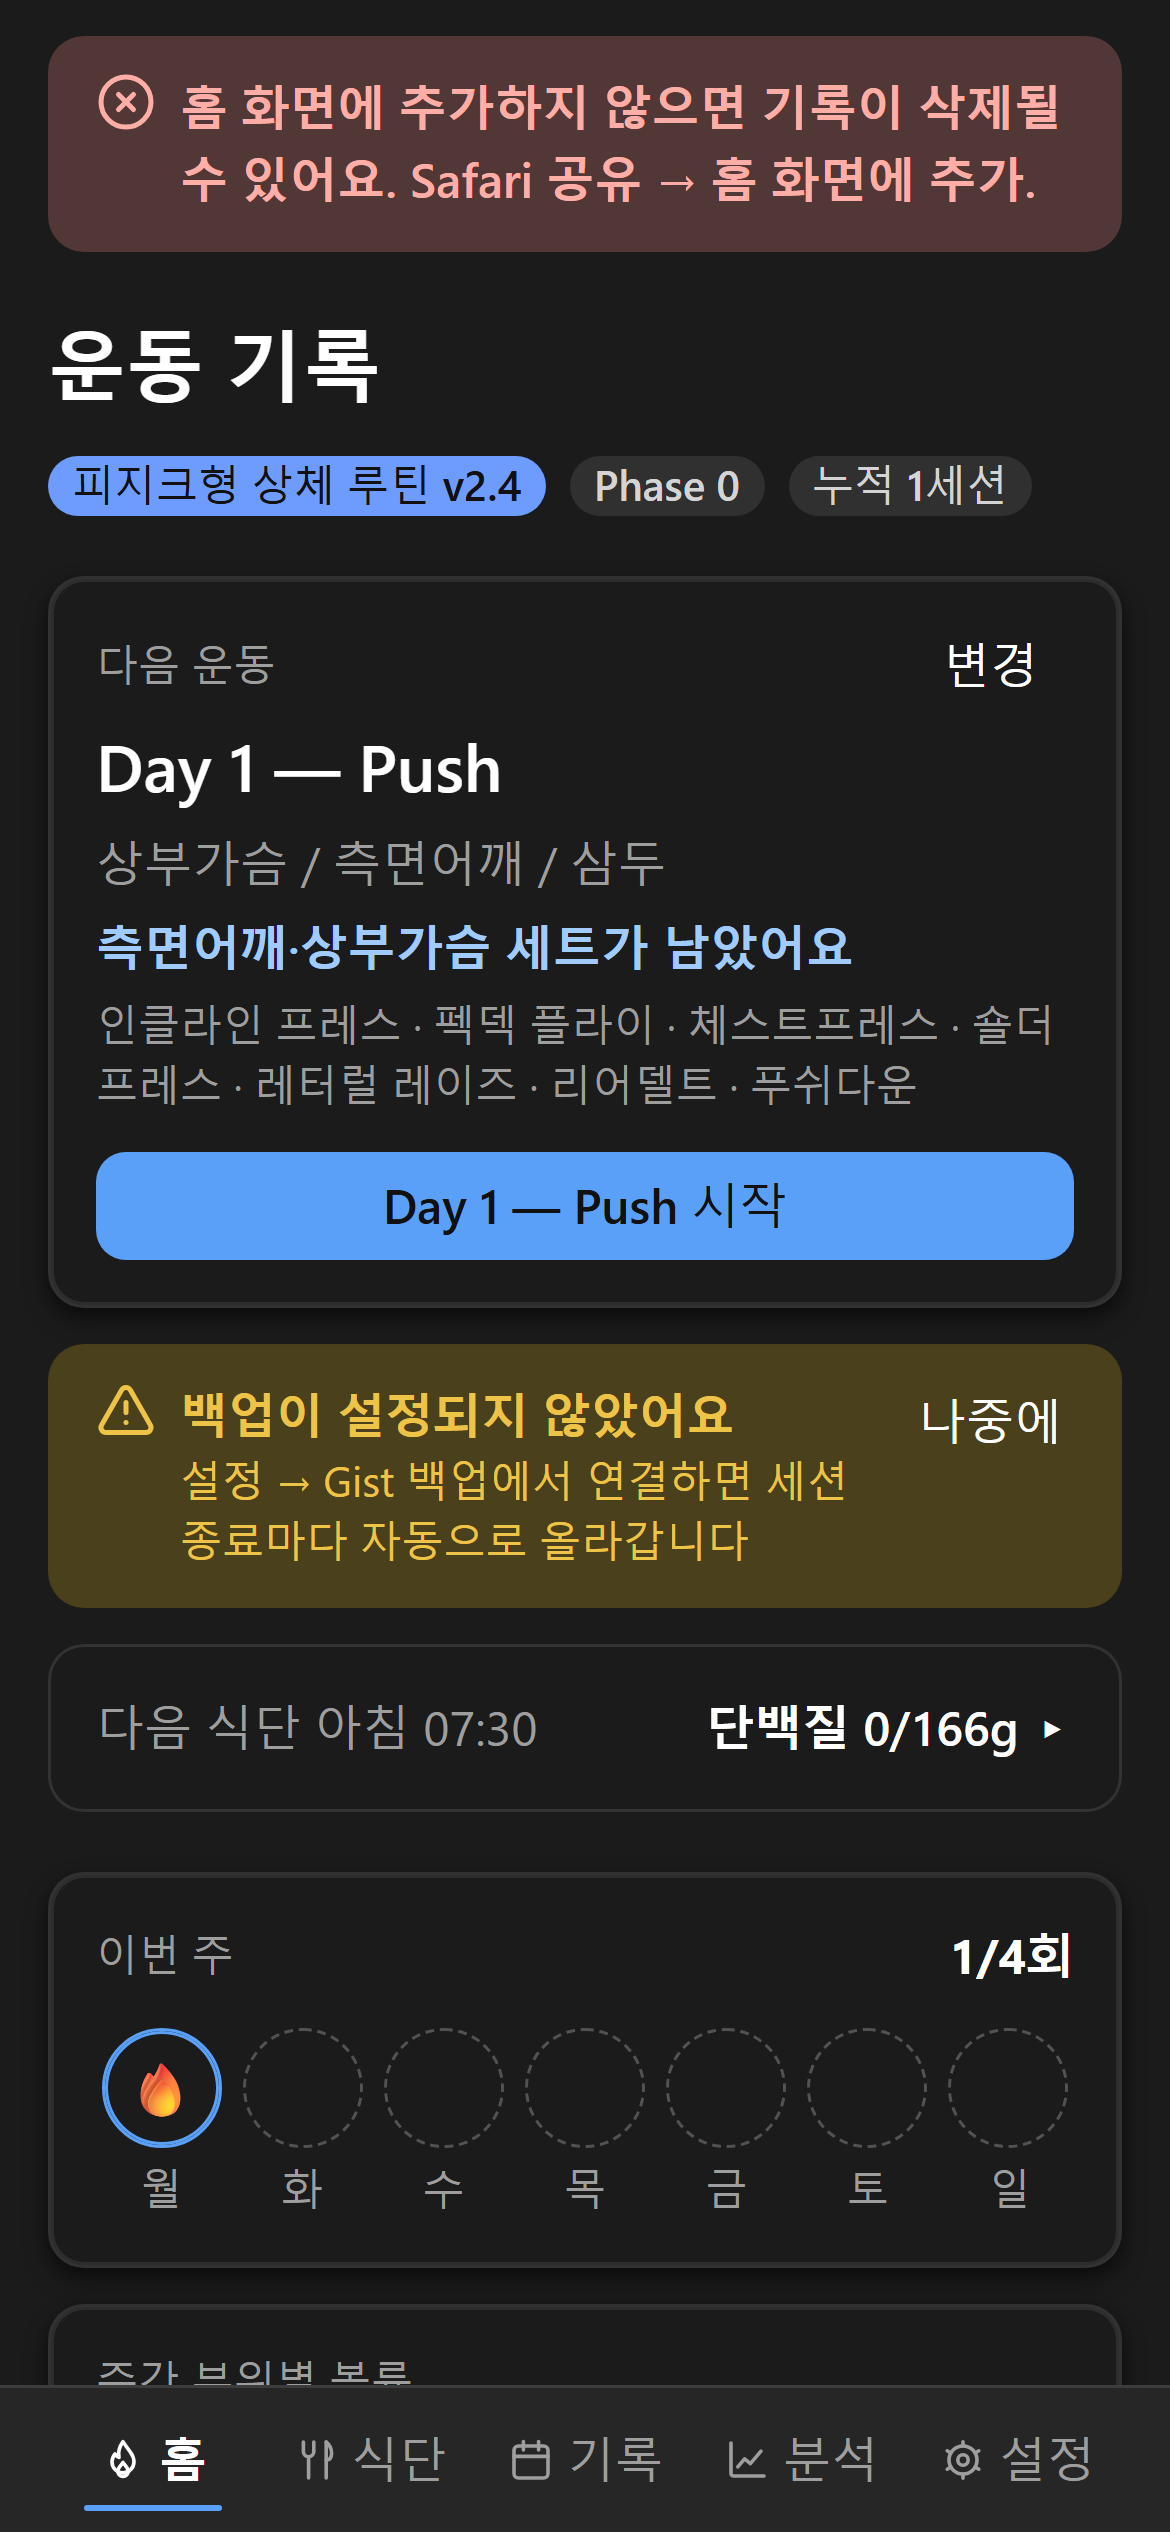 홈 화면에 추가하지 않으면 기록이 삭제될
수 있어요. Safari 공유 → 홈 화면에 추가.
운동 기록
피지크형 상체 루틴 v2.4
Phase 0
누적 1세션
다음 운동
변경
Day 1 — Push
상부가슴 / 측면어깨 / 삼두
측면어깨·상부가슴 세트가 남았어요
인클라인 프레스 · 펙덱 플라이 · 체스트프레스 · 숄더
프레스 · 레터럴 레이즈 · 리어델트 · 푸쉬다운
Day 1 — Push 시작
백업이 설정되지 않았어요
나중에
설정 → Gist 백업에서 연결하면 세션
종료마다 자동으로 올라갑니다
다음 식단 아침 07:30
단백질 0/166g ▸
이번 주
1/4회
월
화
수
목
금
토
일
주간 부위별 볼륨
홈
식단
기록
분석
설정